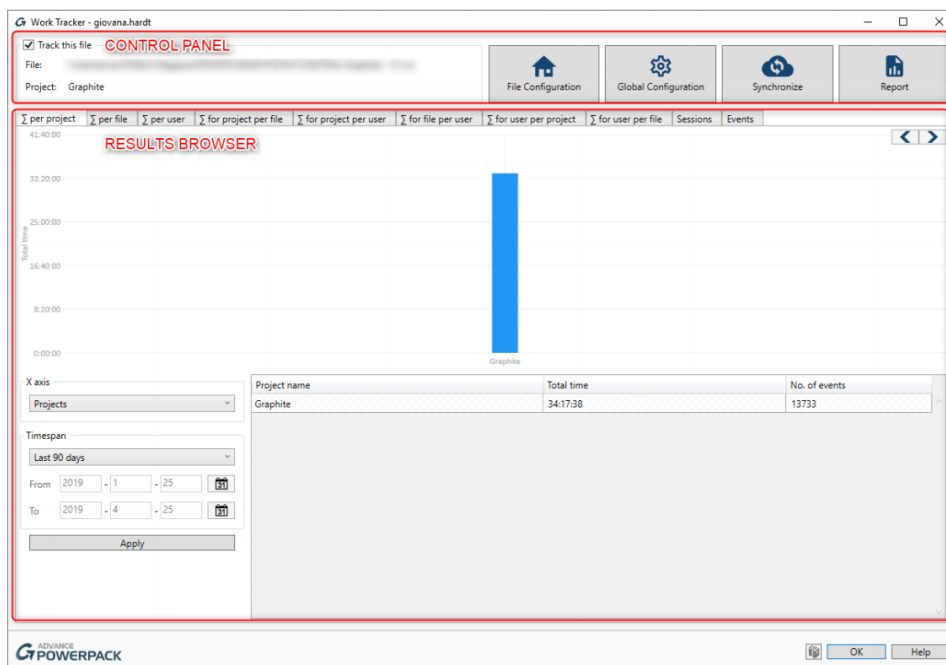 Work Tracker - giovana.hardt
Track this file
CONTROL PANEL
File:
Project: Graphite
File Configuration
Global Configuration
Synchronize
Report
∑ per project ∑ per file ∑ per user ∑ for project per file ∑ for project per user ∑ for file per user ∑ for user per project ∑ for user per file Sessions Events
RESULTS BROWSER
41:40:00
33:20:00
25:00:00
16:40:00
8:20:00
0:00:00
Total time
Graphite
X axis
Projects
Timespan
Last 90 days
From 2019 - 1 - 25 31
To 2019 - 4 - 25 31
Apply
Project name Total time No. of events
Graphite 34:17:38 13733
ADVANCE
POWERPACK
OK
Help